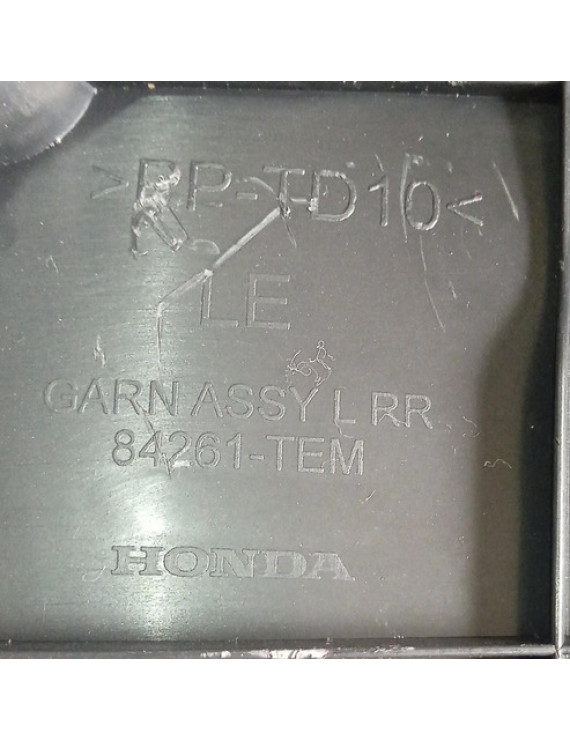 >PP-TD10<
LE
GARN ASSY L RR
84261-TEM
HONDA